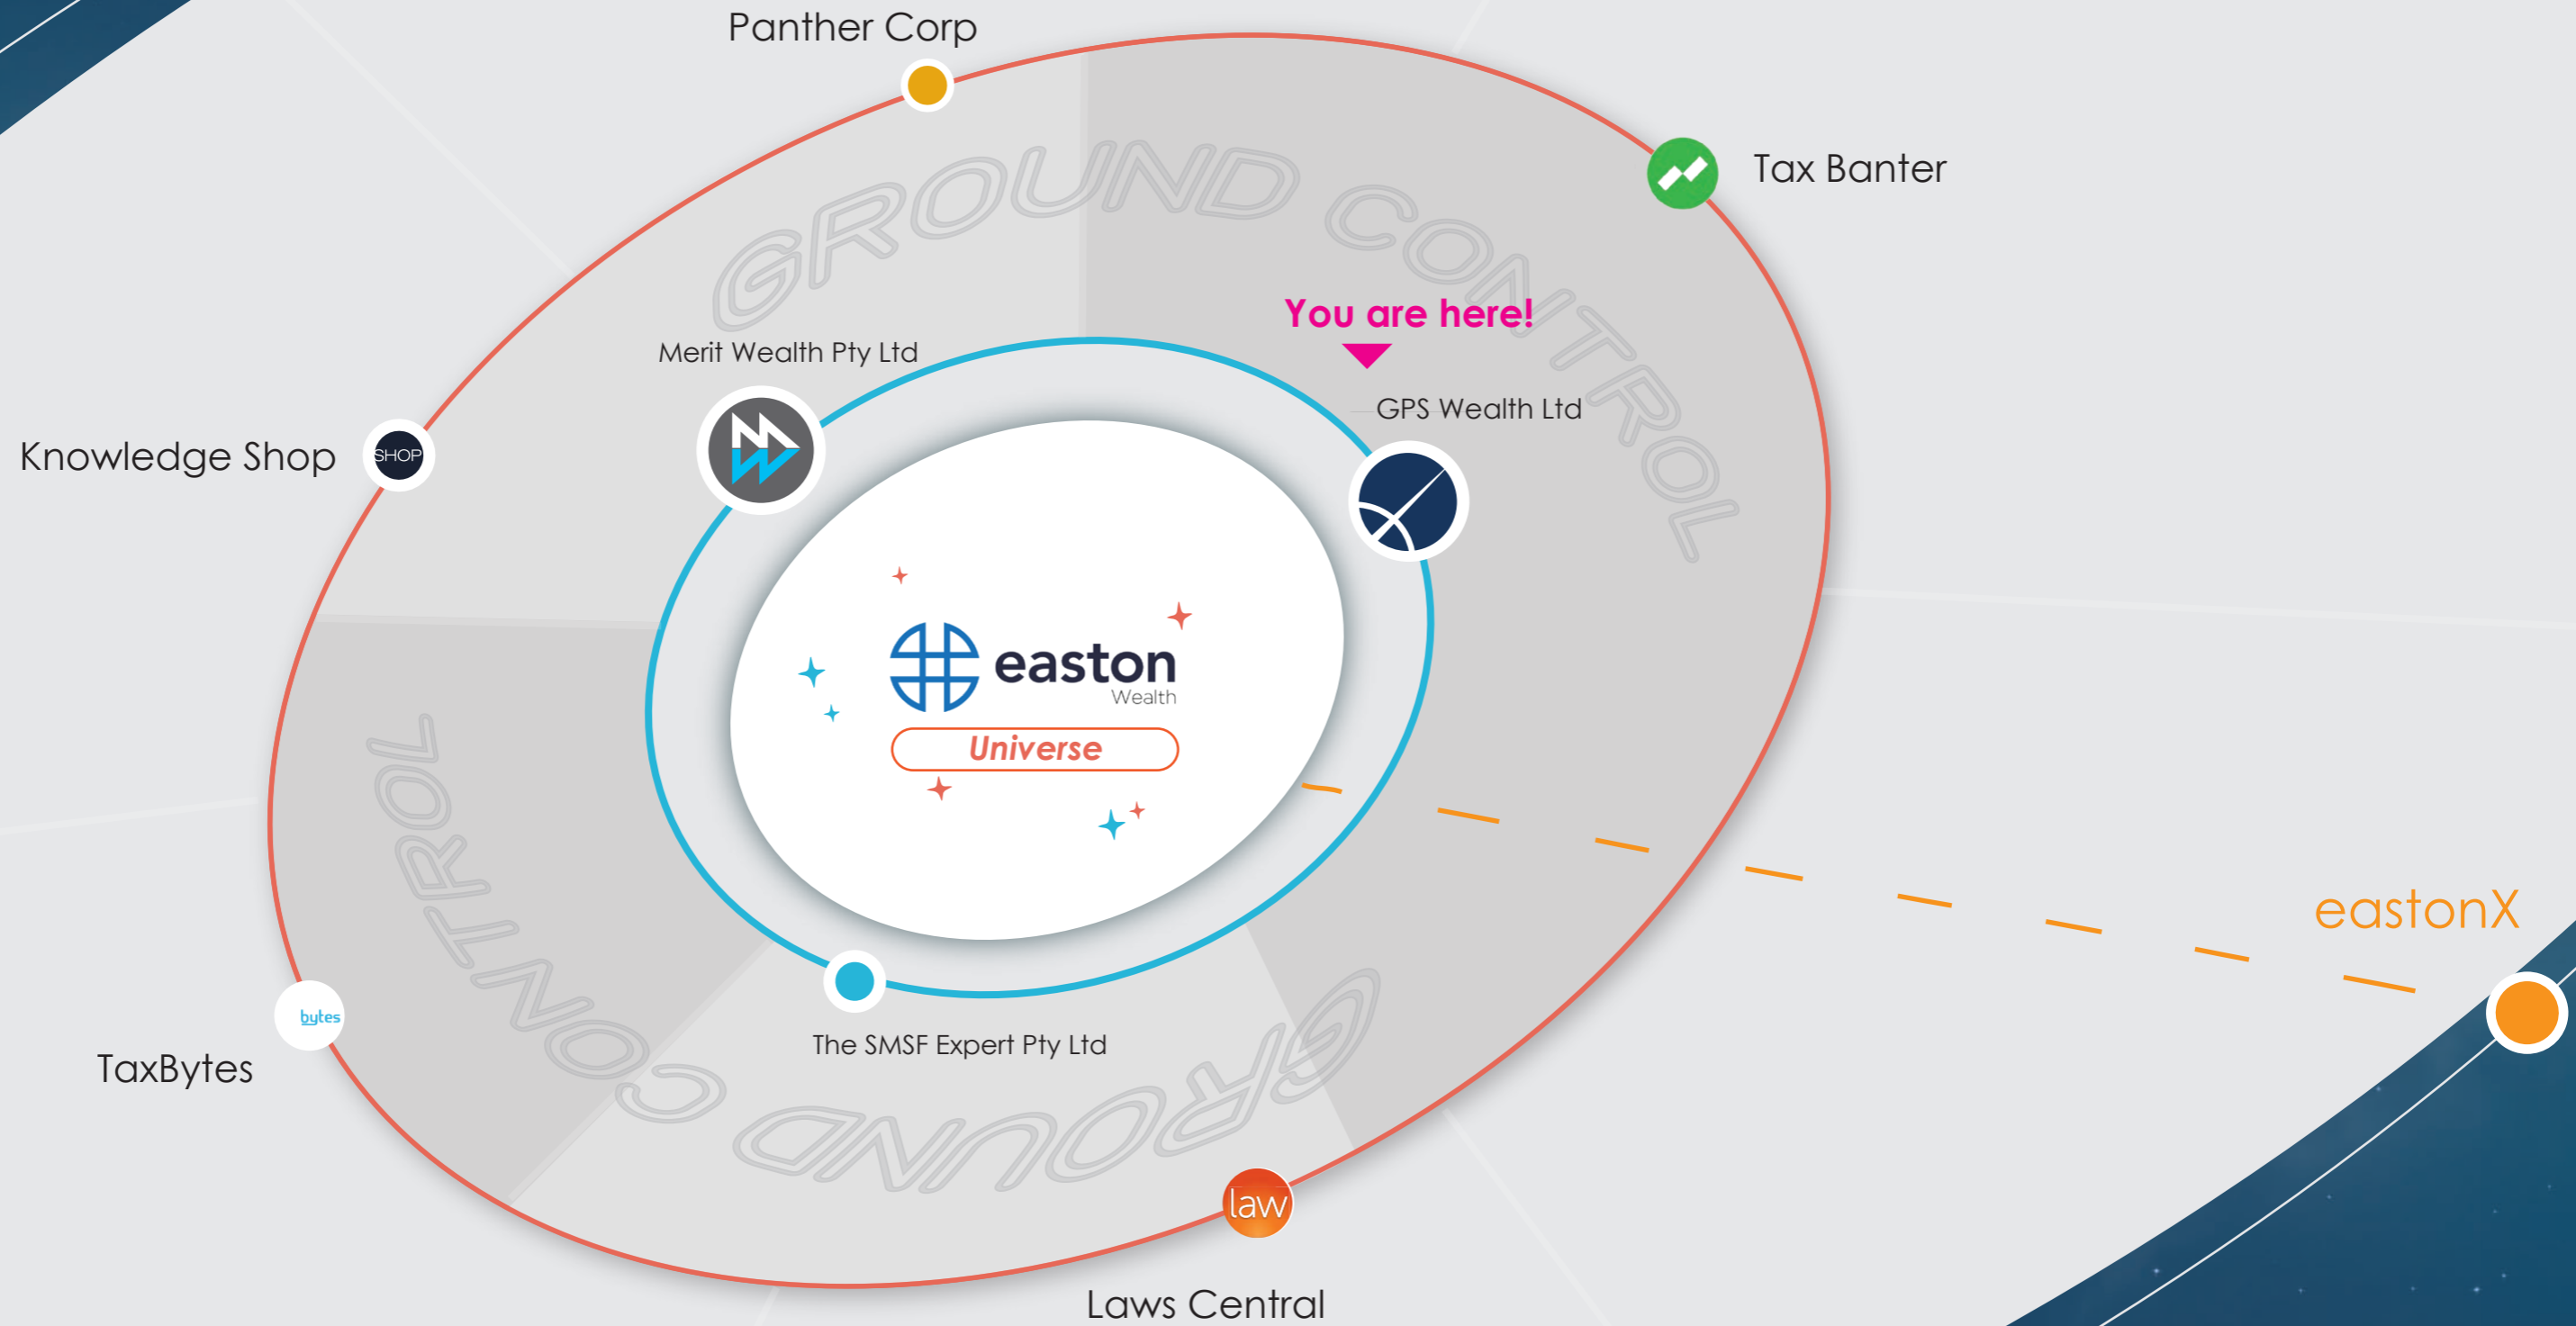 Panther Corp
Tax Banter
GROUND CONTROL
You are here!
Merit Wealth Pty Ltd
GPS Wealth Ltd
Knowledge Shop
SHOP
easton
Wealth
Universe
eastonX
bytes
TaxBytes
The SMSF Expert Pty Ltd
GROUND CONTROL
law
Laws Central